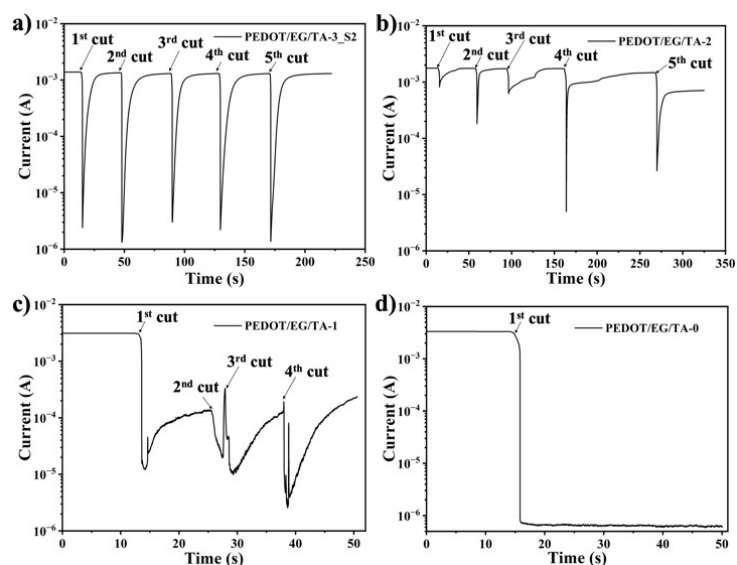 a)
PEDOT/EG/TA-3_S2
1st cut
2nd cut
3rd cut
4th cut
5th cut
Current (A)
10⁻²
10⁻³
10⁻⁴
10⁻⁵
10⁻⁶
0 50 100 150 200 250
Time (s)
b)
PEDOT/EG/TA-2
1st cut
2nd cut
3rd cut
4th cut
5th cut
Current (A)
10⁻²
10⁻³
10⁻⁴
10⁻⁵
10⁻⁶
0 50 100 150 200 250 300 350
Time (s)
c)
PEDOT/EG/TA-1
1st cut
2nd cut
3rd cut
4th cut
Current (A)
10⁻²
10⁻³
10⁻⁴
10⁻⁵
10⁻⁶
0 10 20 30 40 50
Time (s)
d)
PEDOT/EG/TA-0
1st cut
Current (A)
10⁻²
10⁻³
10⁻⁴
10⁻⁵
10⁻⁶
0 10 20 30 40 50
Time (s)